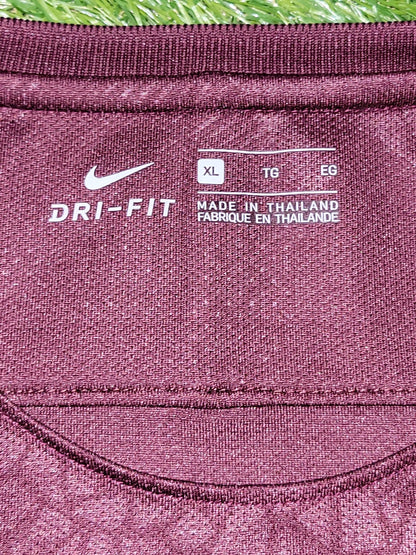 DRI-FIT
XL TG EG
MADE IN THAILAND
FABRIQUE EN THAILANDE